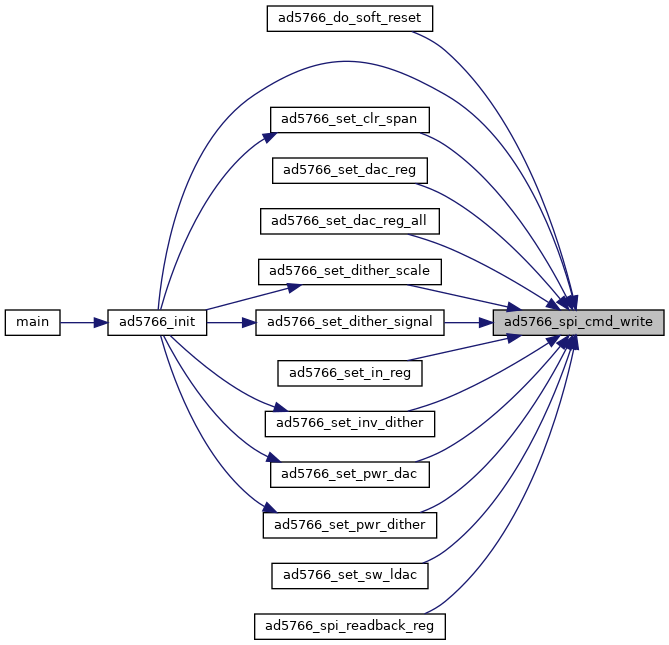 ad5766_do_soft_reset
ad5766_set_clr_span
ad5766_set_dac_reg
ad5766_set_dac_reg_all
ad5766_set_dither_scale
main
ad5766_init
ad5766_set_dither_signal
ad5766_spi_cmd_write
ad5766_set_in_reg
ad5766_set_inv_dither
ad5766_set_pwr_dac
ad5766_set_pwr_dither
ad5766_set_sw_ldac
ad5766_spi_readback_reg